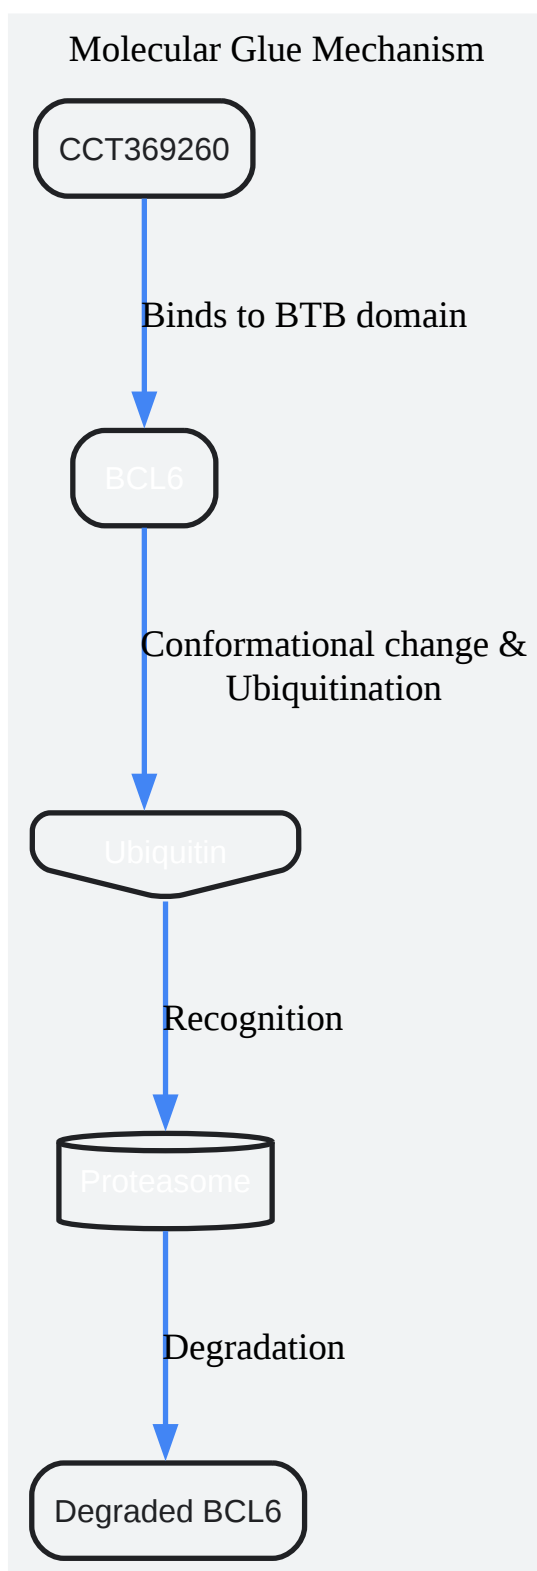 Molecular Glue Mechanism
CCT369260
Binds to BTB domain
BCL6
Conformational change &
Ubiquitination
Ubiquitin
Recognition
Proteasome
Degradation
Degraded BCL6